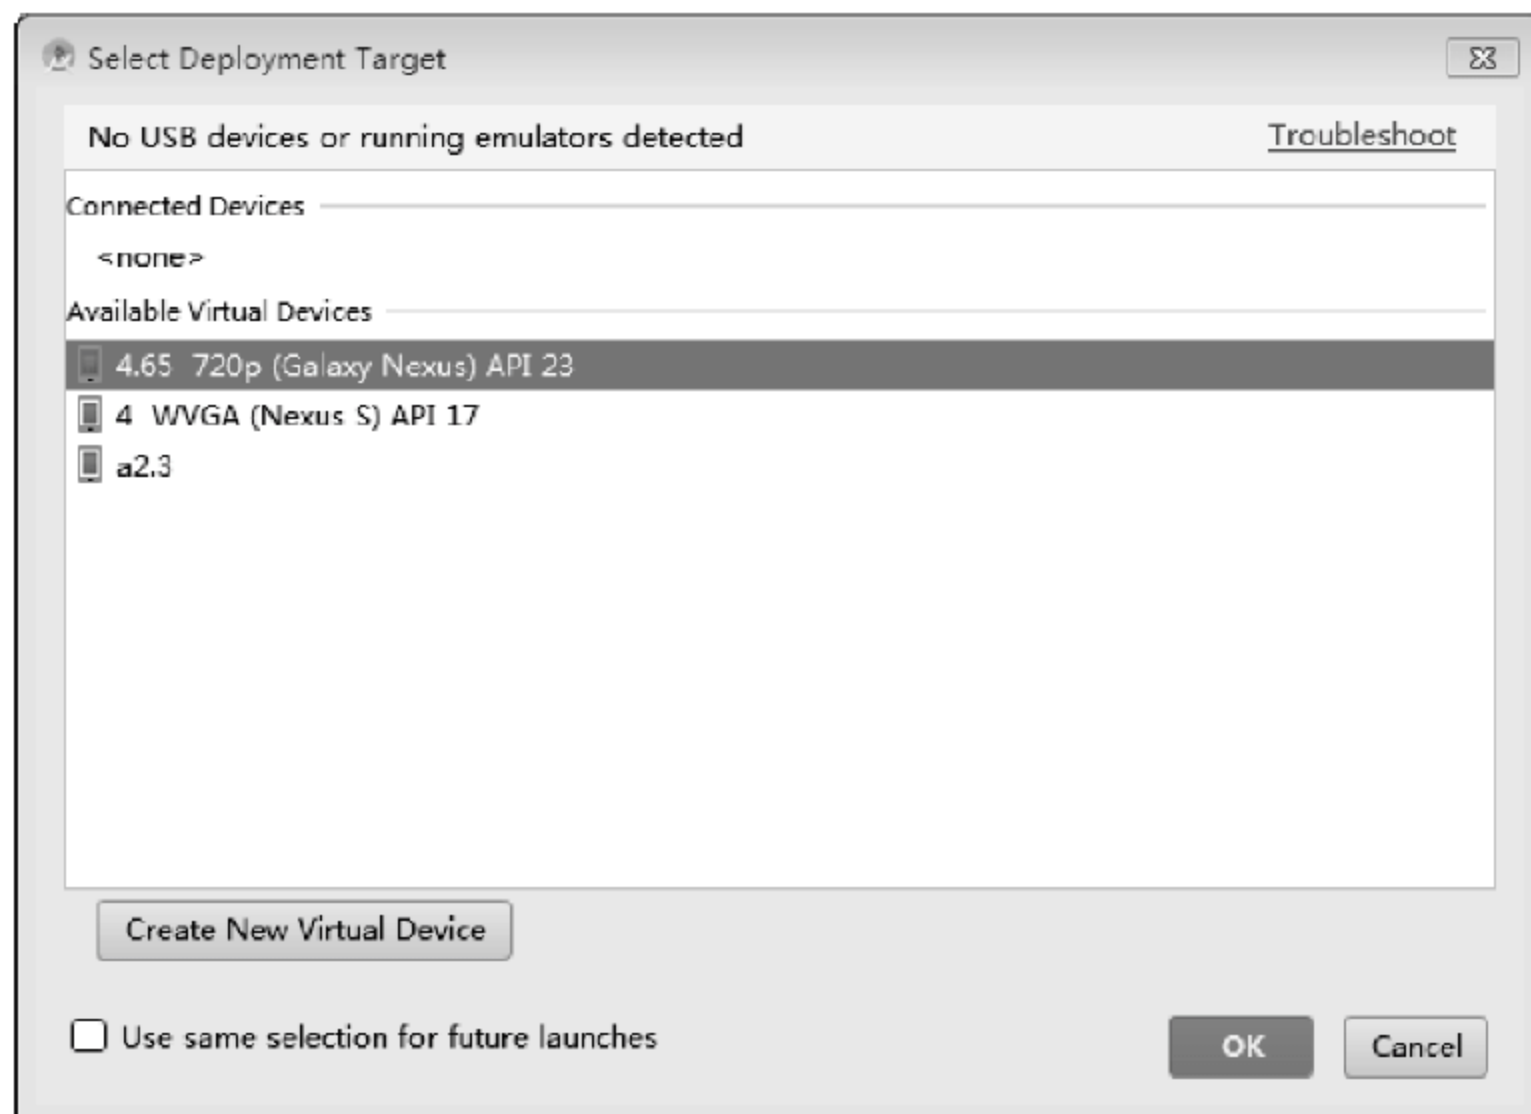 Select Deployment Target
No USB devices or running emulators detected
Troubleshoot
Connected Devices
<none>
Available Virtual Devices
4.65 720p (Galaxy Nexus) API 23
4 WVGA (Nexus S) API 17
a2.3
Create New Virtual Device
Use same selection for future launches
OK
Cancel